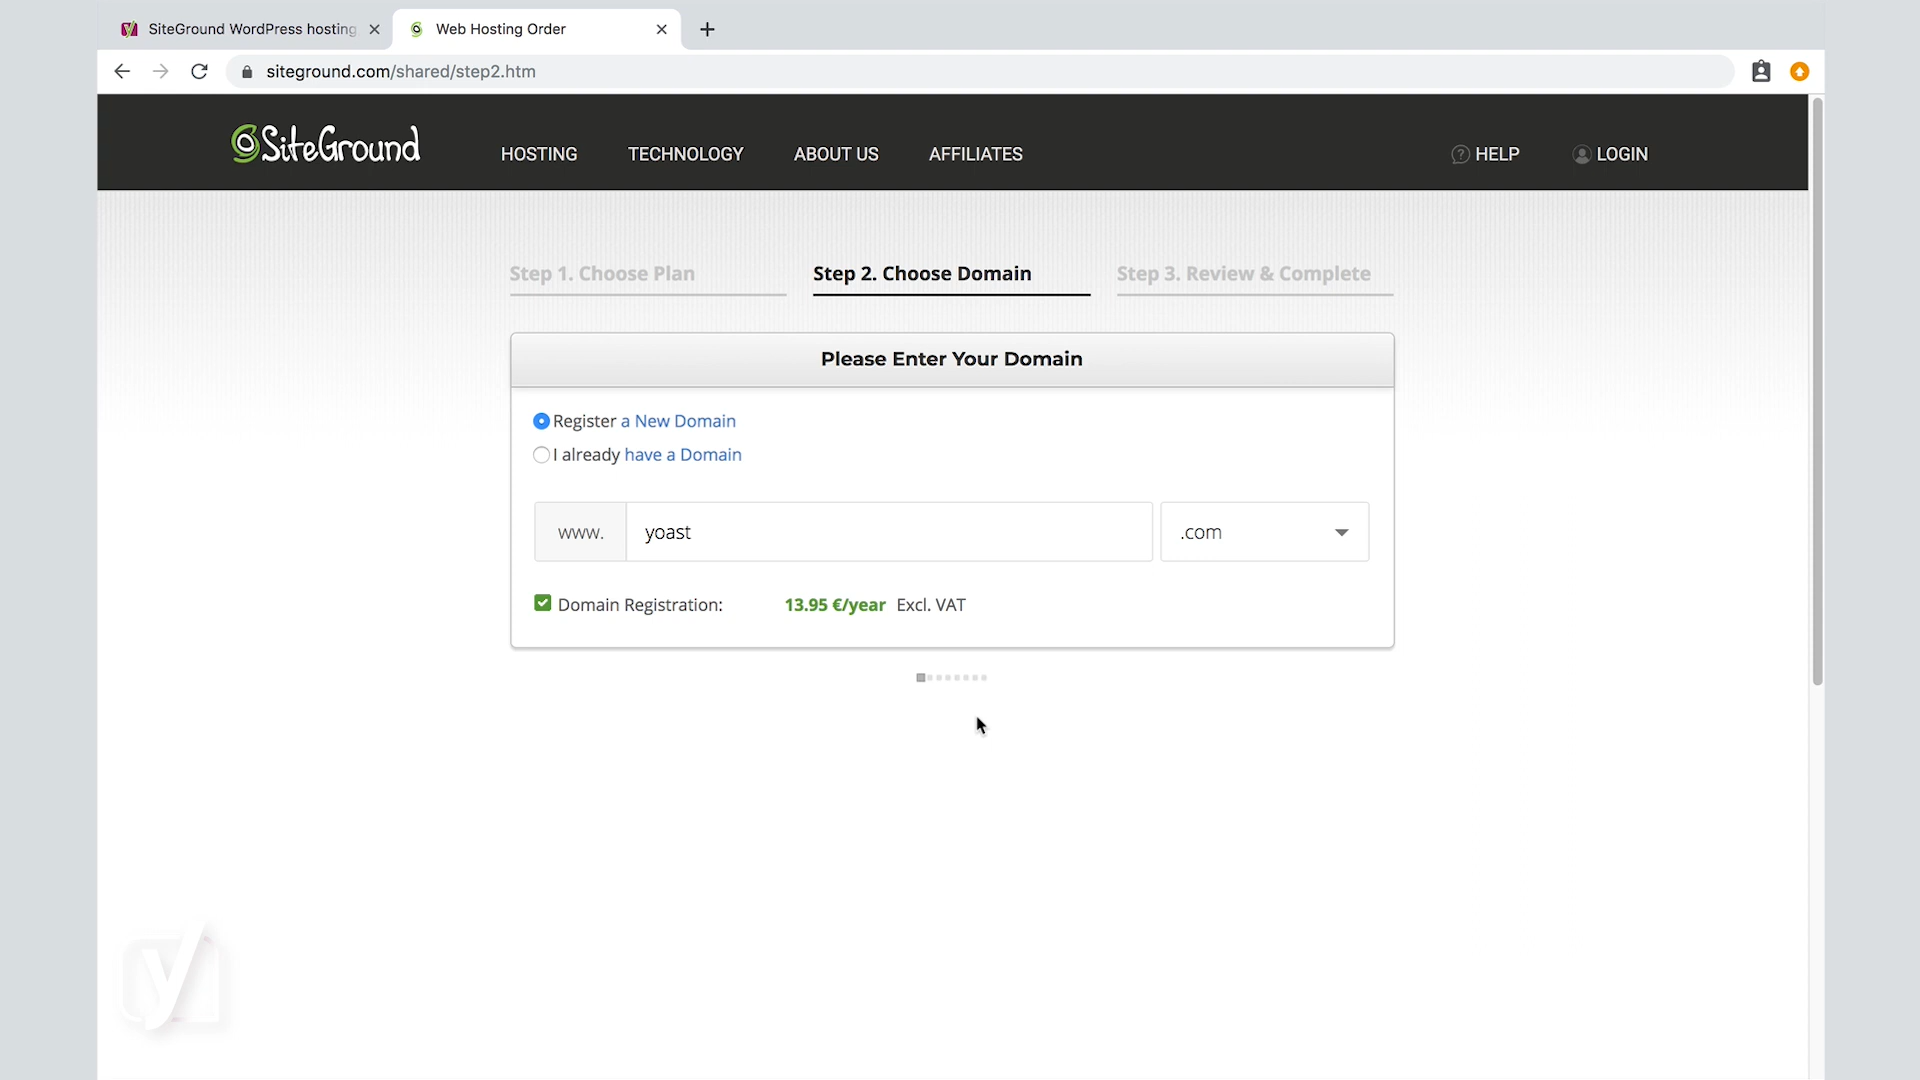 SiteGround WordPress hosting
Web Hosting Order
siteground.com/shared/step2.htm
SiteGround
HOSTING
TECHNOLOGY
ABOUT US
AFFILIATES
? HELP
LOGIN
Step 1. Choose Plan
Step 2. Choose Domain
Step 3. Review & Complete
Please Enter Your Domain
Register a New Domain
I already have a Domain
www.
yoast
.com
Domain Registration: 13.95 €/year Excl. VAT
y